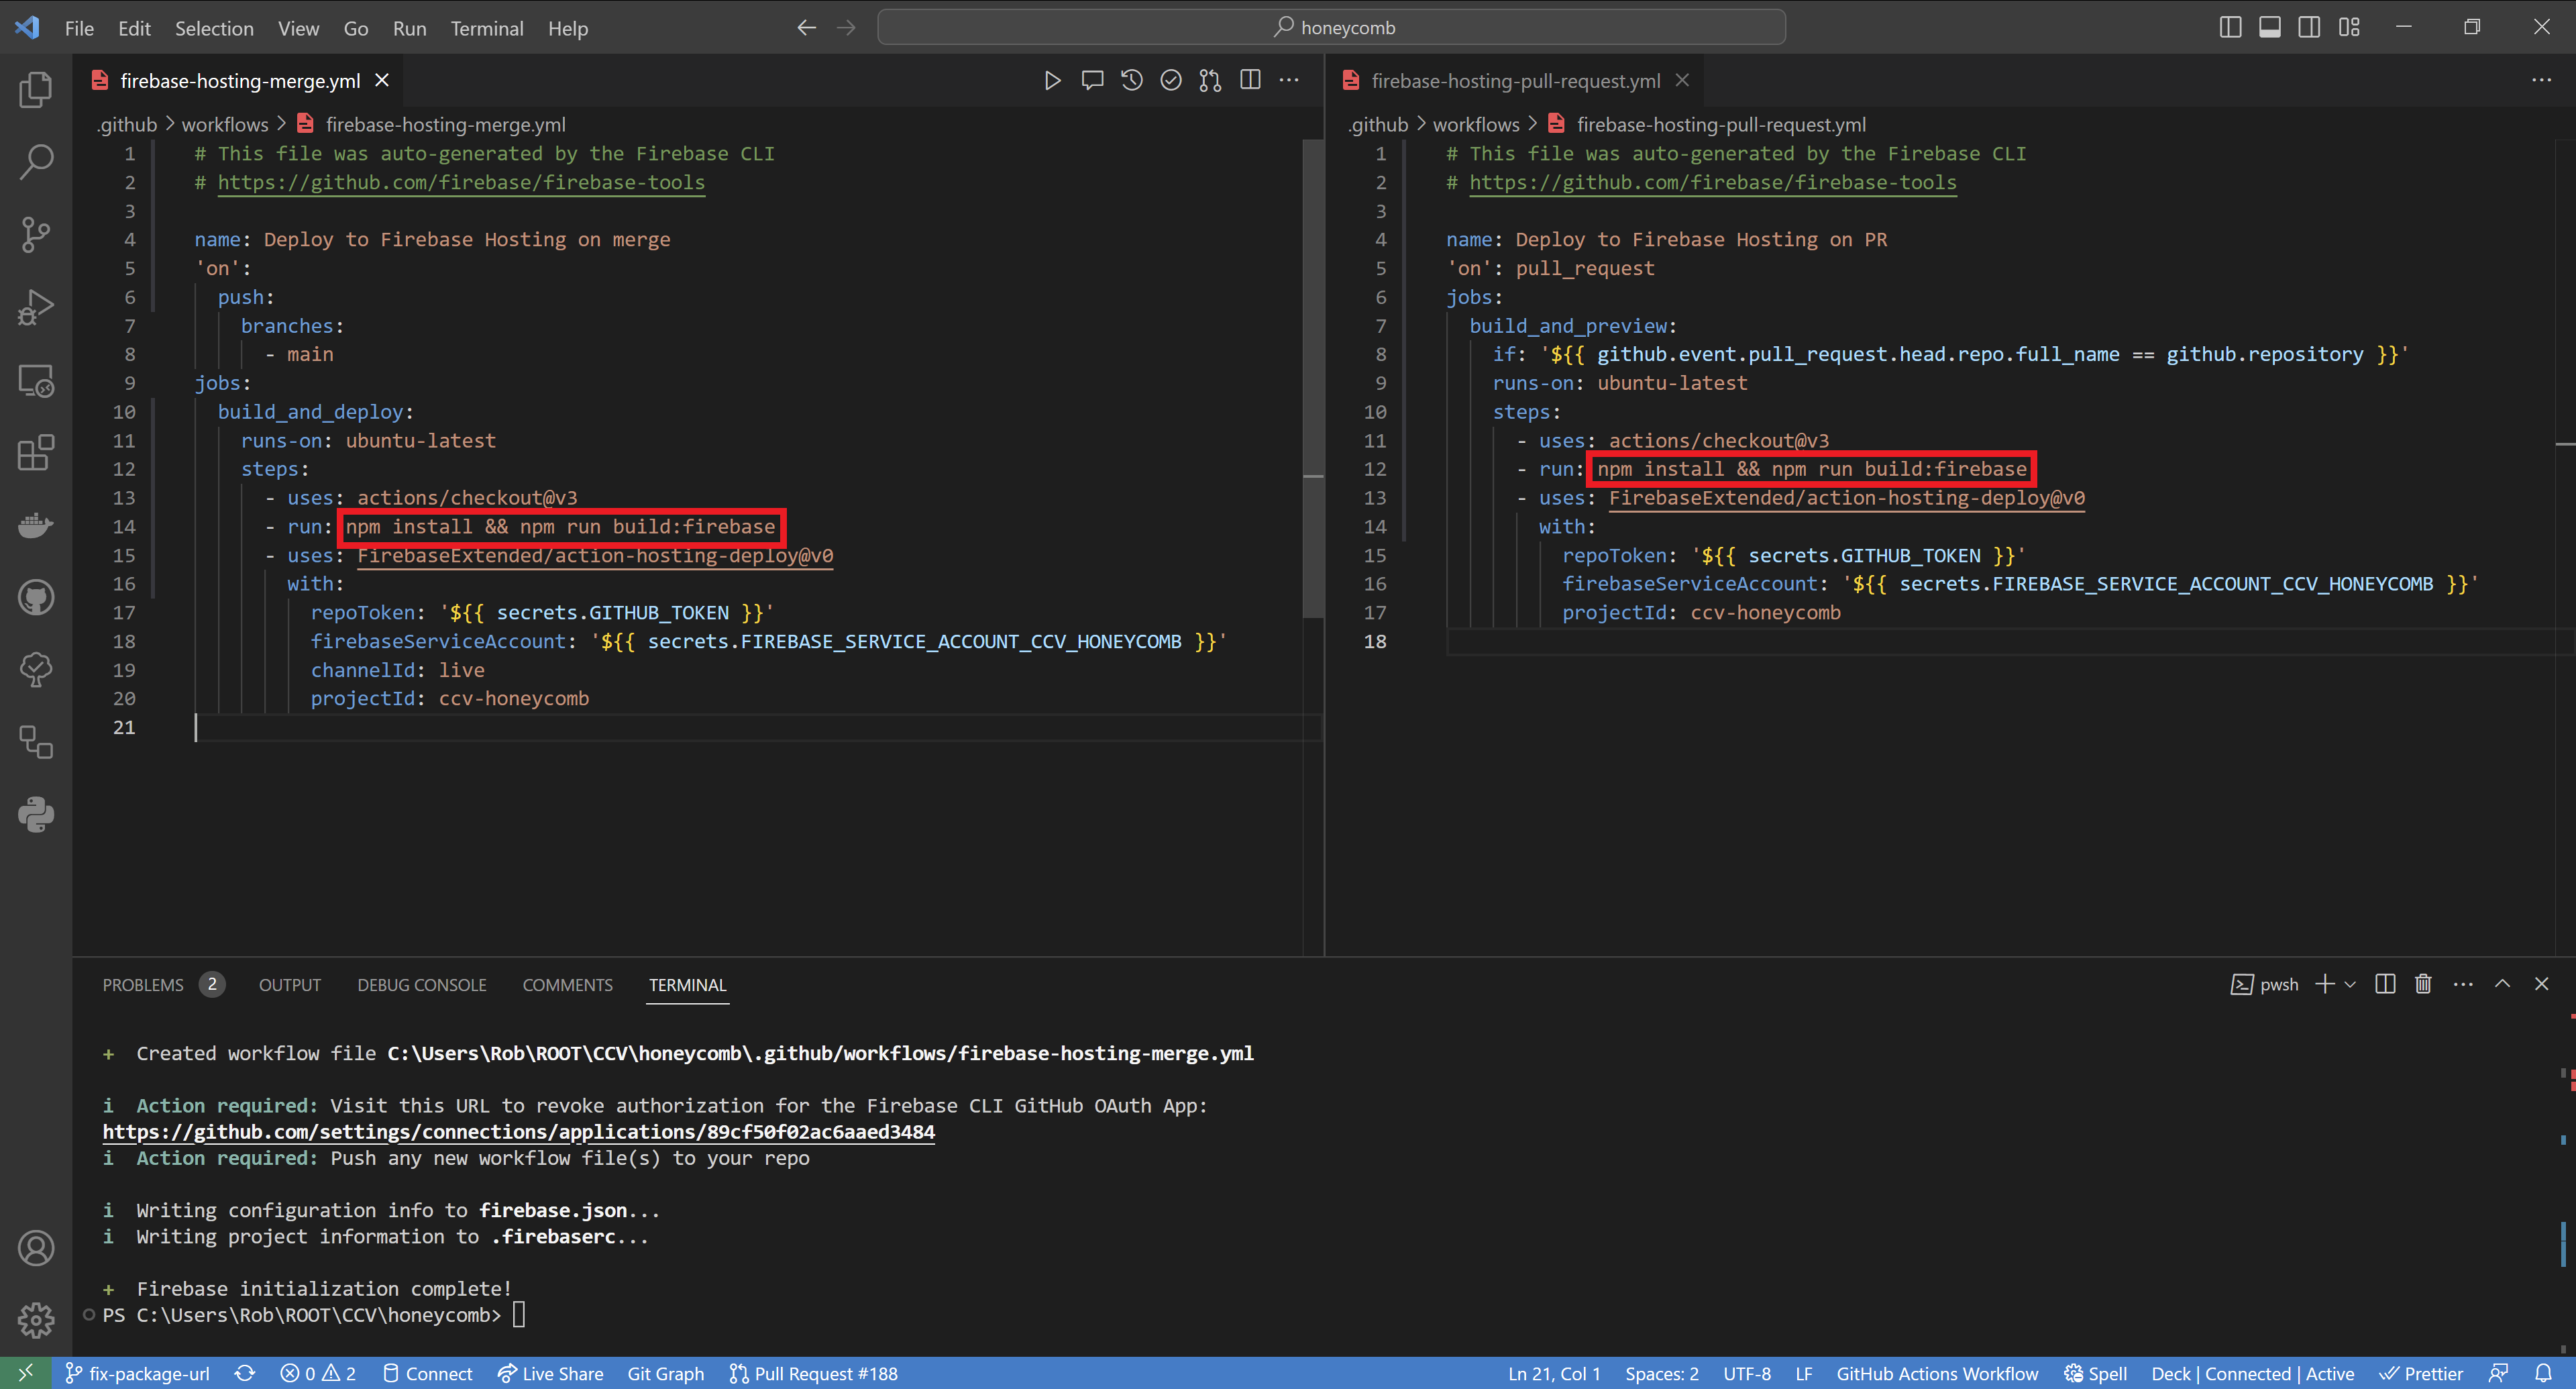 File Edit Selection View Go Run Terminal Help
honeycomb
firebase-hosting-merge.yml
.github > workflows > firebase-hosting-merge.yml
1 # This file was auto-generated by the Firebase CLI
2 # https://github.com/firebase/firebase-tools
3
4 name: Deploy to Firebase Hosting on merge
5 'on':
6   push:
7     branches:
8       - main
9 jobs:
10   build_and_deploy:
11     runs-on: ubuntu-latest
12     steps:
13       - uses: actions/checkout@v3
14       - run: npm install && npm run build:firebase
15       - uses: FirebaseExtended/action-hosting-deploy@v0
16         with:
17           repoToken: '${{ secrets.GITHUB_TOKEN }}'
18           firebaseServiceAccount: '${{ secrets.FIREBASE_SERVICE_ACCOUNT_CCV_HONEYCOMB }}'
19           channelId: live
20           projectId: ccv-honeycomb
21
firebase-hosting-pull-request.yml
.github > workflows > firebase-hosting-pull-request.yml
1 # This file was auto-generated by the Firebase CLI
2 # https://github.com/firebase/firebase-tools
3
4 name: Deploy to Firebase Hosting on PR
5 'on': pull_request
6 jobs:
7   build_and_preview:
8     if: '${{ github.event.pull_request.head.repo.full_name == github.repository }}'
9     runs-on: ubuntu-latest
10     steps:
11       - uses: actions/checkout@v3
12       - run: npm install && npm run build:firebase
13       - uses: FirebaseExtended/action-hosting-deploy@v0
14         with:
15           repoToken: '${{ secrets.GITHUB_TOKEN }}'
16           firebaseServiceAccount: '${{ secrets.FIREBASE_SERVICE_ACCOUNT_CCV_HONEYCOMB }}'
17           projectId: ccv-honeycomb
18
PROBLEMS 2 OUTPUT DEBUG CONSOLE COMMENTS TERMINAL
pwsh
+ Created workflow file C:\Users\Rob\ROOT\CCV\honeycomb\.github/workflows/firebase-hosting-merge.yml
i Action required: Visit this URL to revoke authorization for the Firebase CLI GitHub OAuth App:
https://github.com/settings/connections/applications/89cf50f02ac6aaed3484
i Action required: Push any new workflow file(s) to your repo
i Writing configuration info to firebase.json...
i Writing project information to .firebaserc...
+ Firebase initialization complete!
PS C:\Users\Rob\ROOT\CCV\honeycomb>
fix-package-url 0 2 Connect Live Share Git Graph Pull Request #188 Ln 21, Col 1 Spaces: 2 UTF-8 LF GitHub Actions Workflow Spell Deck | Connected | Active Prettier